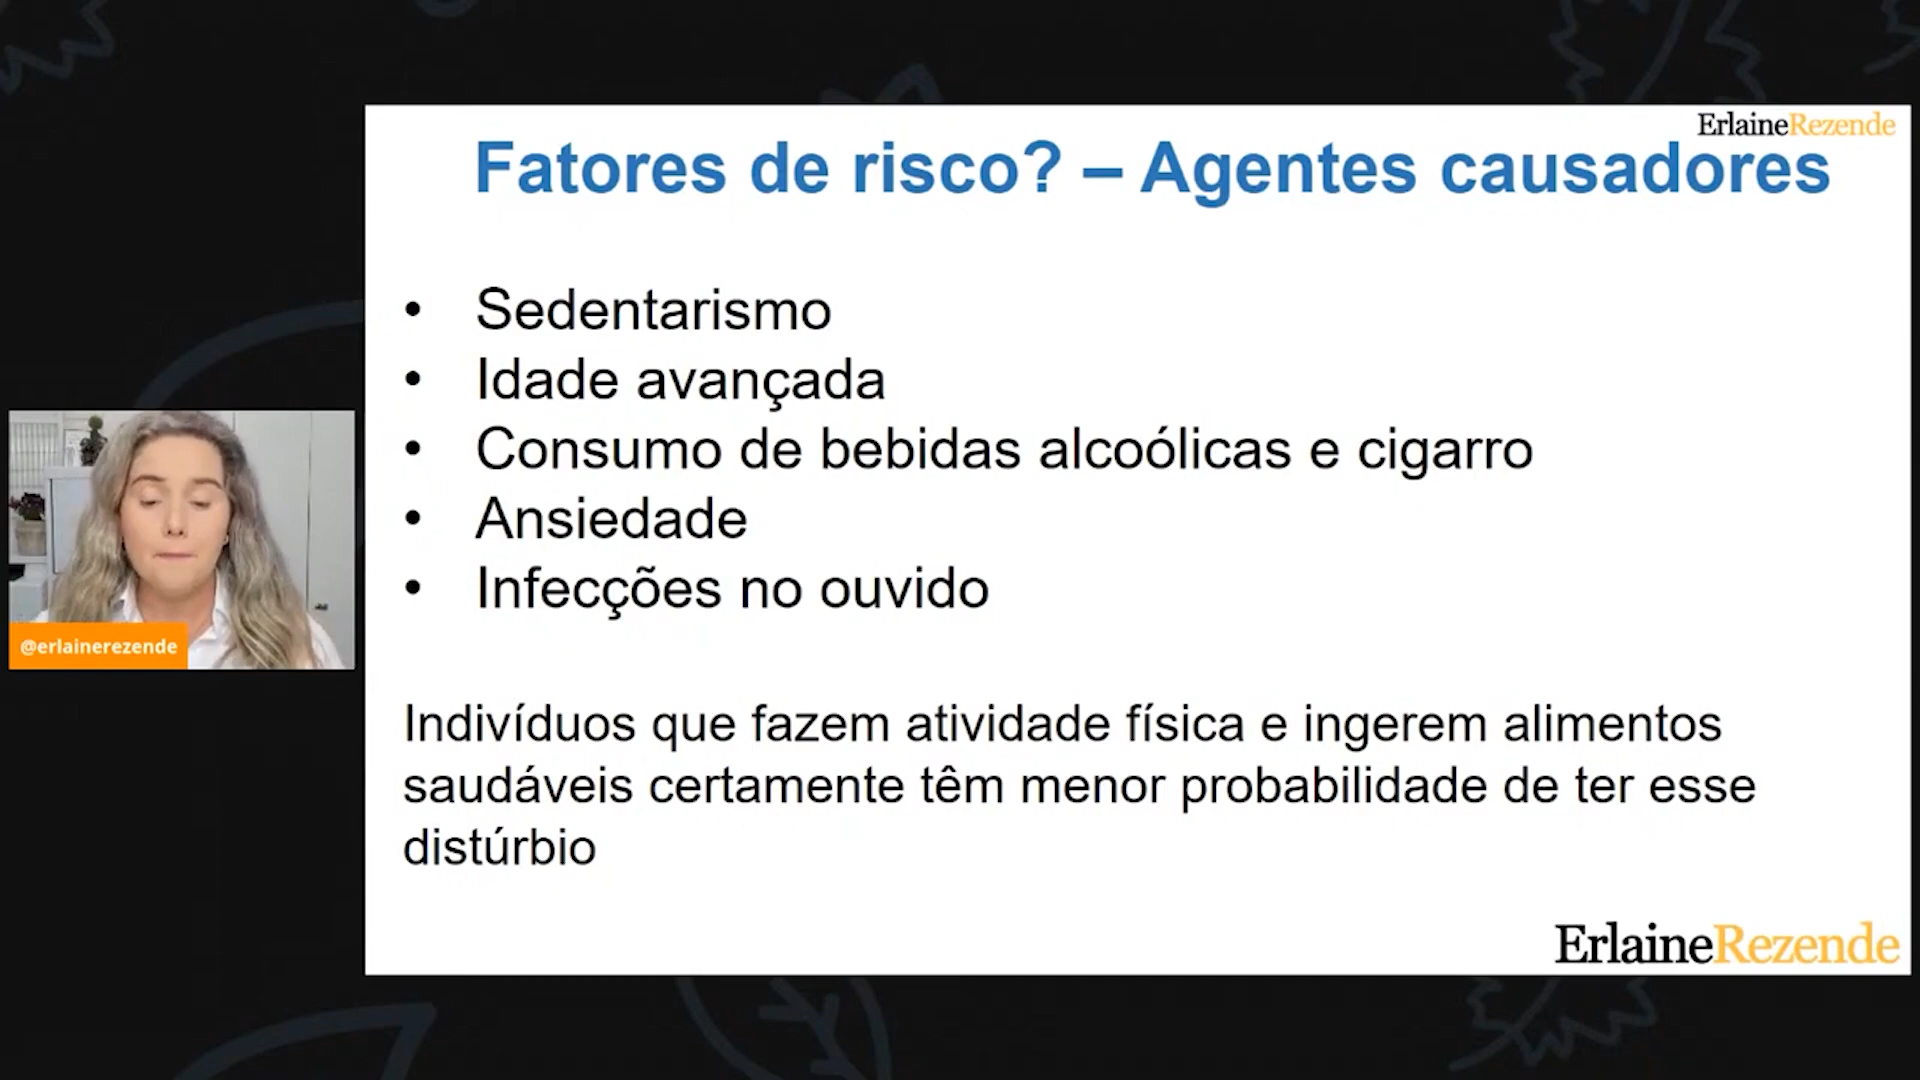 ErlaineRezende
Fatores de risco? – Agentes causadores
• Sedentarismo
• Idade avançada
• Consumo de bebidas alcoólicas e cigarro
• Ansiedade
• Infecções no ouvido
@erlainerezende
Indivíduos que fazem atividade física e ingerem alimentos
saudáveis certamente têm menor probabilidade de ter esse
distúrbio
ErlaineRezende